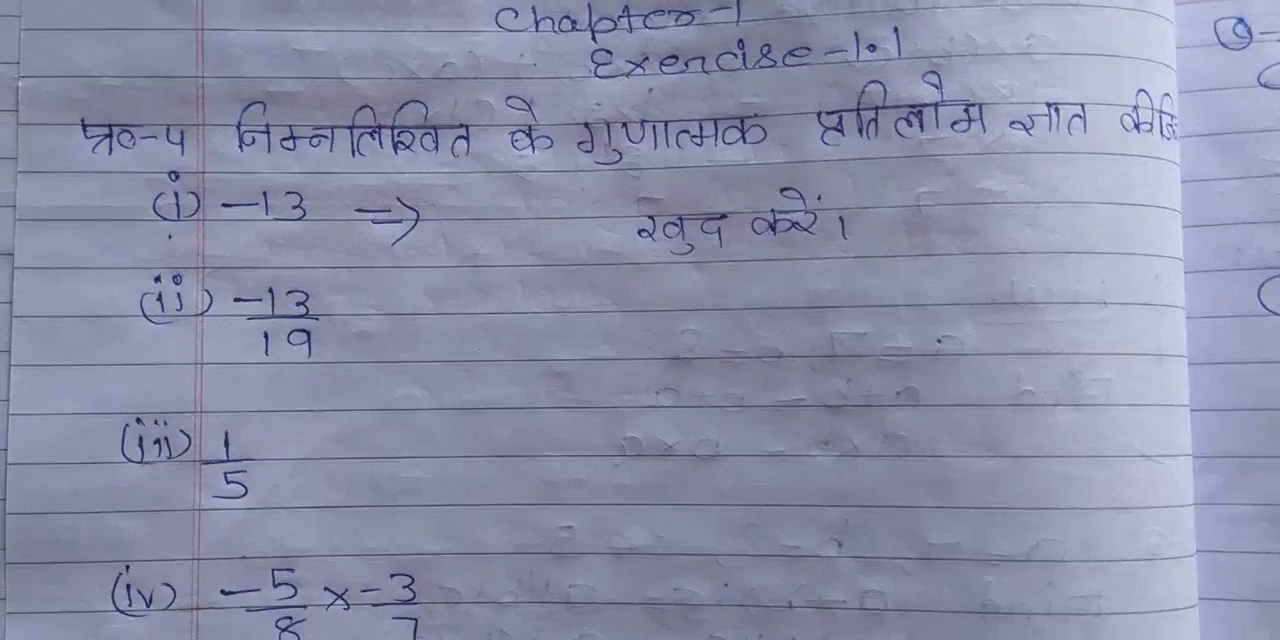 Chapter-1
Exercise-1.1
प्र०-५ निम्नलिखित के गुणात्मक प्रतिलोम ज्ञात
(i) -13 => खुद करें।
(ii) -13/19
(iii) 1/5
(iv) -5/8 × -3/7